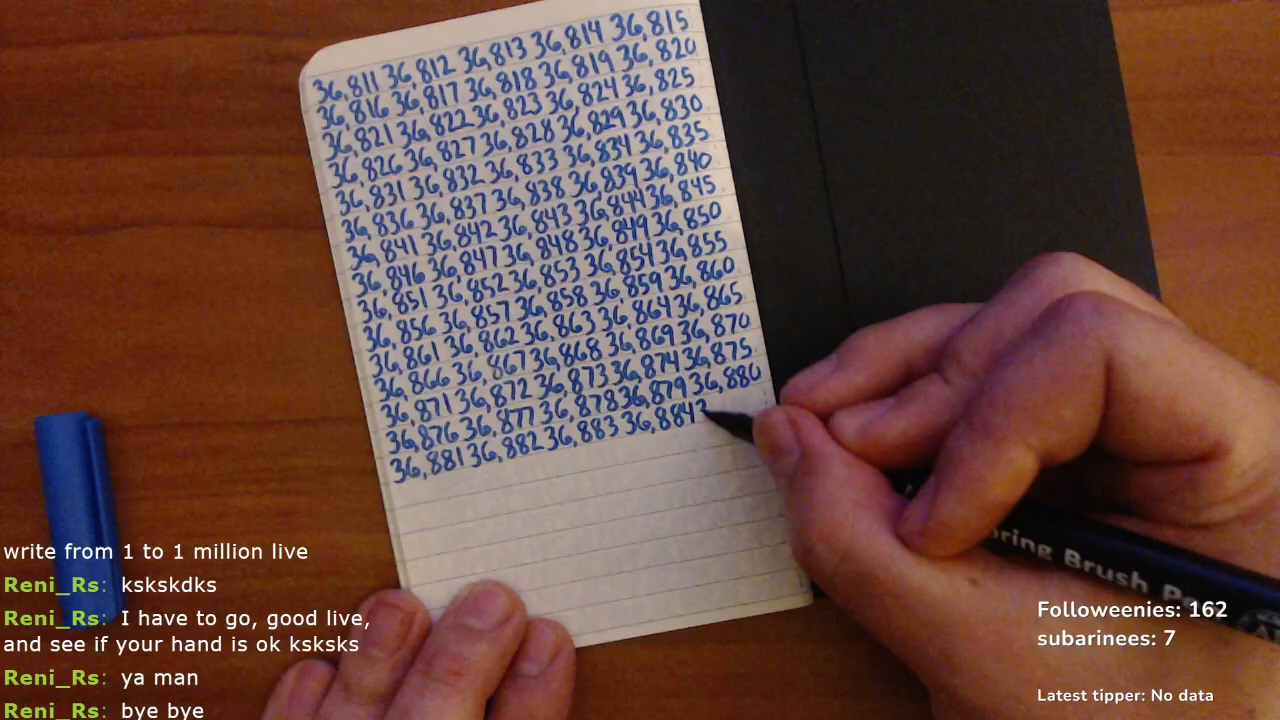 36,811 36,812 36,813 36,814 36,815
36,816 36,817 36,818 36,819 36,820
36,821 36,822 36,823 36,824 36,825
36,826 36,827 36,828 36,829 36,830
36,831 36,832 36,833 36,834 36,835
36,836 36,837 36,838 36,839 36,840
36,841 36,842 36,843 36,844 36,845
36,846 36,847 36,848 36,849 36,850
36,851 36,852 36,853 36,854 36,855
36,856 36,857 36,858 36,859 36,860
36,861 36,862 36,863 36,864 36,865
36,866 36,867 36,868 36,869 36,870
36,871 36,872 36,873 36,874 36,875
36,876 36,877 36,878 36,879 36,880
36,881 36,882 36,883 36,884 3
write from 1 to 1 million live
Reni_Rs: kskskdks
Reni_Rs: I have to go, good live,
and see if your hand is ok ksksks
Reni_Rs: ya man
Reni_Rs: bye bye
Brush
Followeenies: 162
subarinees: 7
Latest tipper: No data